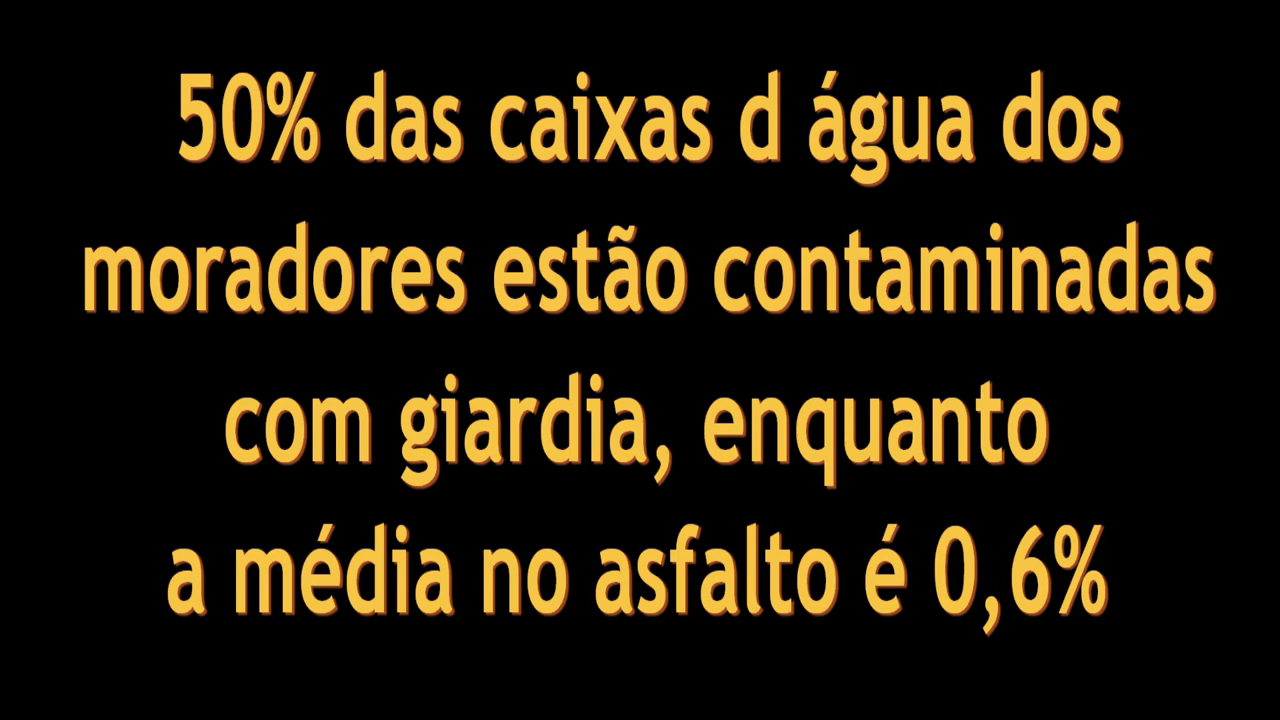 50% das caixas d água dos
moradores estão contaminadas
com giardia, enquanto
a média no asfalto é 0,6%